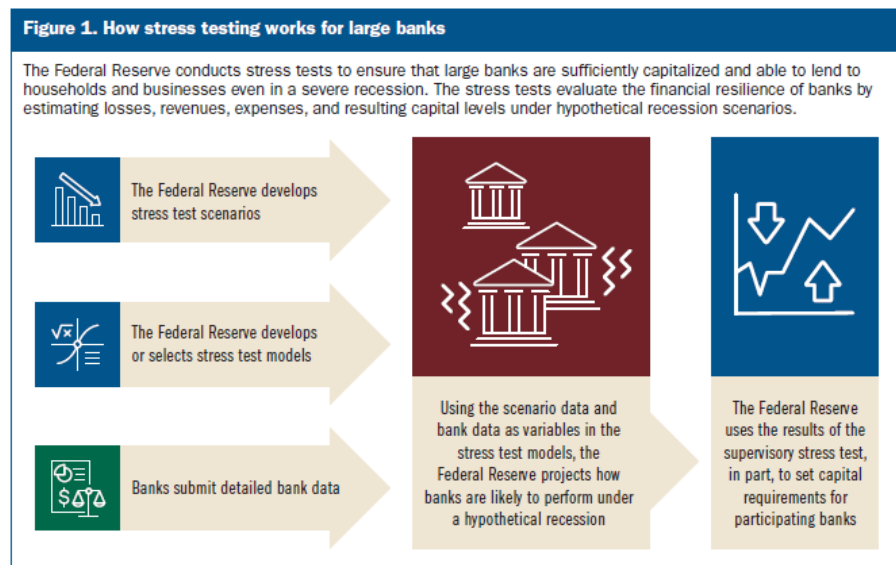 Figure 1. How stress testing works for large banks
The Federal Reserve conducts stress tests to ensure that large banks are sufficiently capitalized and able to lend to
households and businesses even in a severe recession. The stress tests evaluate the financial resilience of banks by
estimating losses, revenues, expenses, and resulting capital levels under hypothetical recession scenarios.
The Federal Reserve develops
stress test scenarios
√x
The Federal Reserve develops
or selects stress test models
$
Banks submit detailed bank data
Using the scenario data and
bank data as variables in the
stress test models, the
Federal Reserve projects how
banks are likely to perform under
a hypothetical recession
The Federal Reserve
uses the results of the
supervisory stress test,
in part, to set capital
requirements for
participating banks